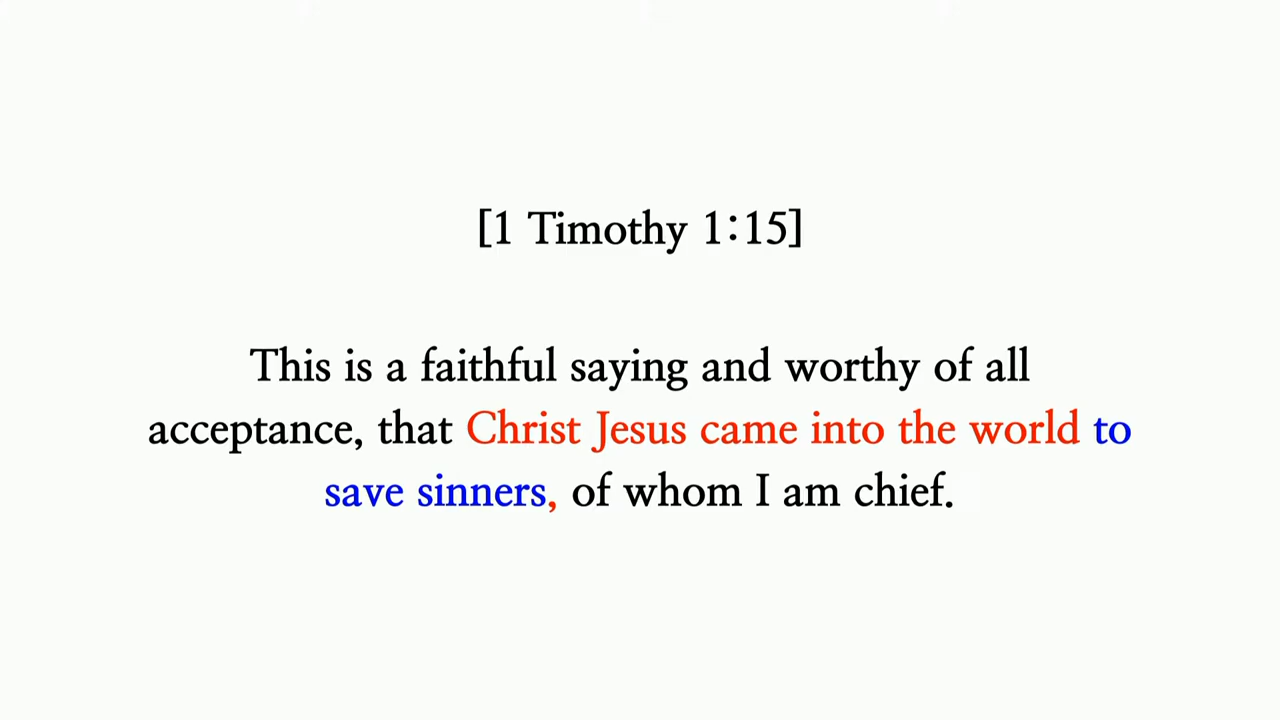 [1 Timothy 1:15]
This is a faithful saying and worthy of all
acceptance, that Christ Jesus came into the world to
save sinners, of whom I am chief.